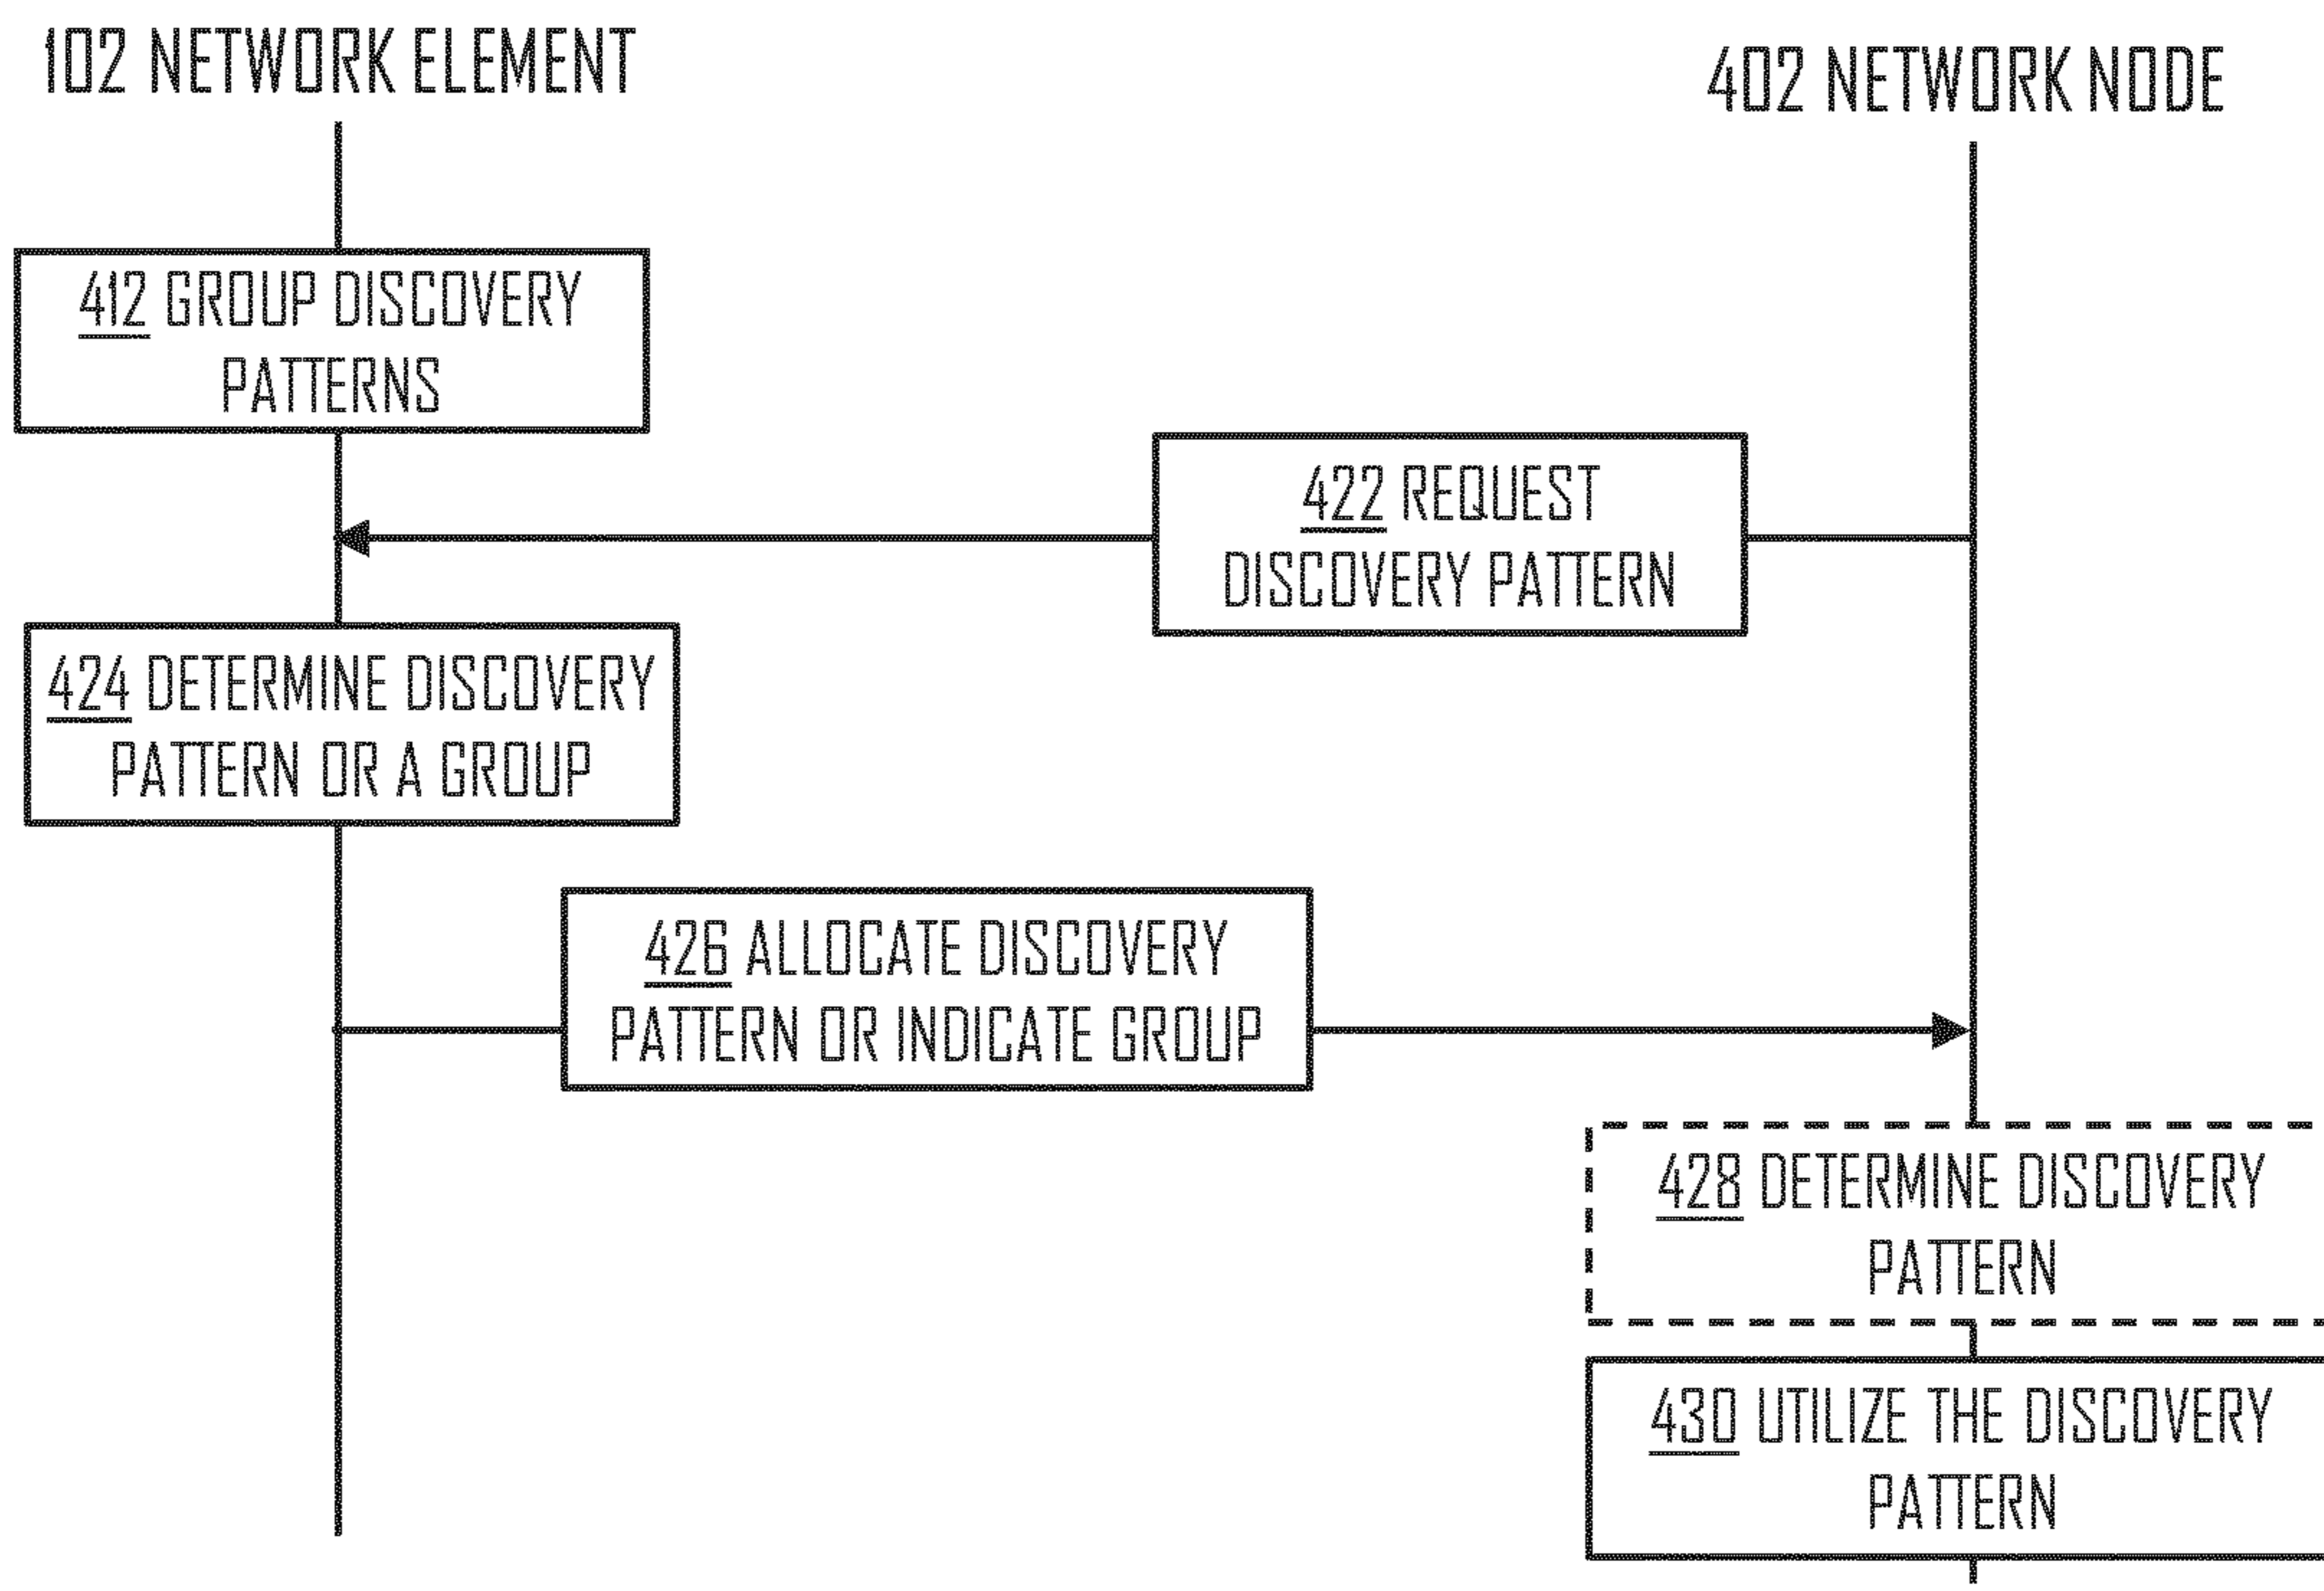 102 NETWORK ELEMENT
402 NETWORK NODE
412 GROUP DISCOVERY
PATTERNS
422 REQUEST
DISCOVERY PATTERN
424 DETERMINE DISCOVERY
PATTERN OR A GROUP
426 ALLOCATE DISCOVERY
PATTERN OR INDICATE GROUP
428 DETERMINE DISCOVERY
PATTERN
430 UTILIZE THE DISCOVERY
PATTERN